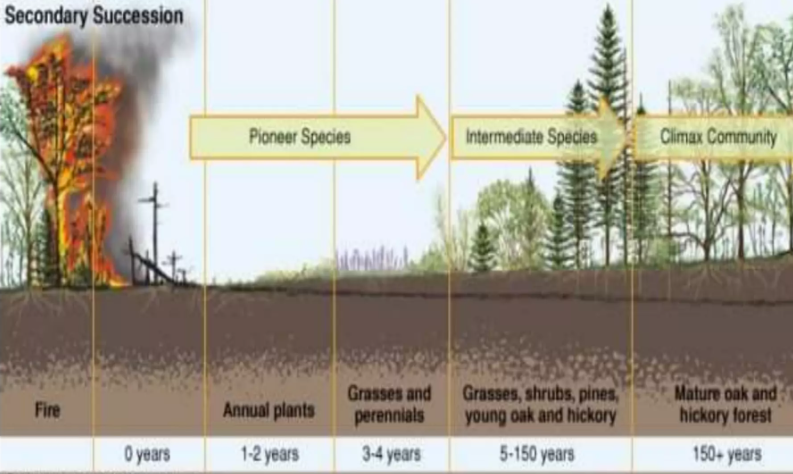 Secondary Succession
Pioneer Species
Intermediate Species
Climax Community
Fire
Annual plants
Grasses and
perennials
Grasses, shrubs, pines,
young oak and hickory
Mature oak and
hickory forest
0 years
1-2 years
3-4 years
5-150 years
150+ years